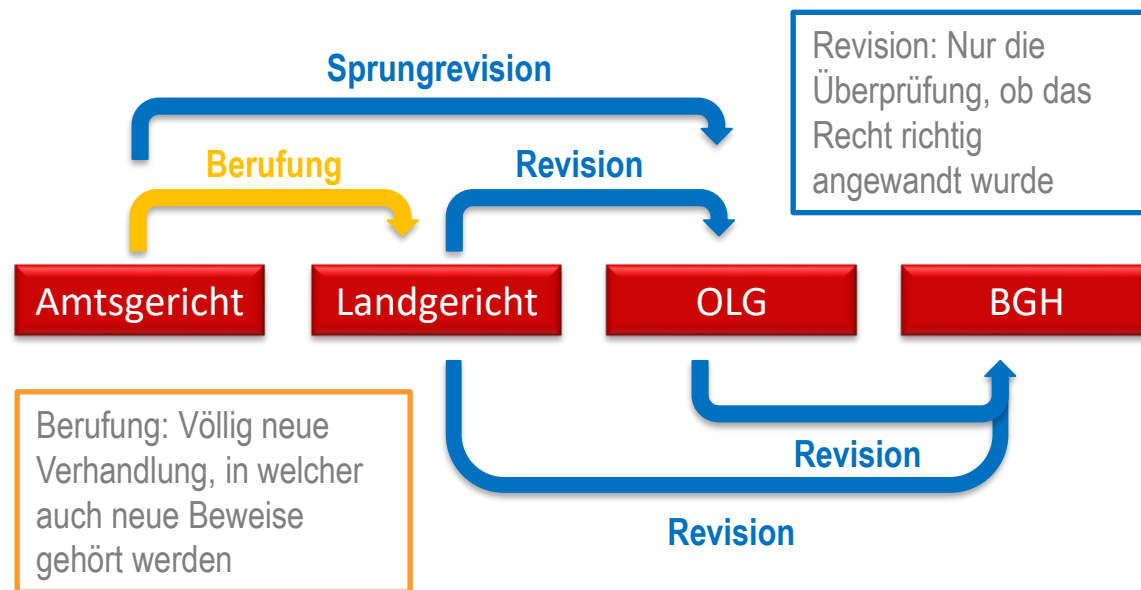 Sprungrevision
Revision: Nur die
Überprüfung, ob das
Recht richtig
angewandt wurde
Berufung
Revision
Amtsgericht
Landgericht
OLG
BGH
Berufung: Völlig neue
Verhandlung, in welcher
auch neue Beweise
gehört werden
Revision
Revision